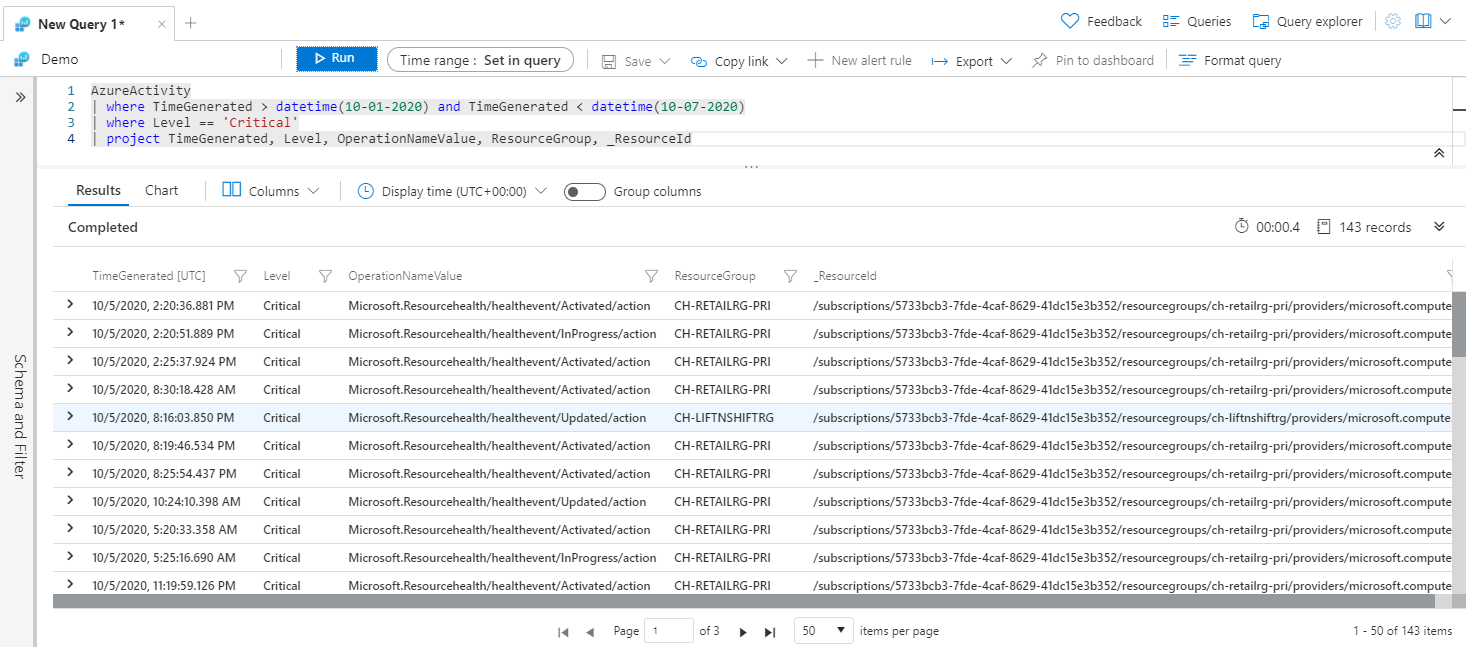 New Query 1*
Feedback Queries Query explorer
Demo Run Time range : Set in query Save Copy link New alert rule Export Pin to dashboard Format query
1 AzureActivity
2 | where TimeGenerated > datetime(10-01-2020) and TimeGenerated < datetime(10-07-2020)
3 | where Level == 'Critical'
4 | project TimeGenerated, Level, OperationNameValue, ResourceGroup, _ResourceId
Schema and Filter
Results Chart Columns Display time (UTC+00:00) Group columns
Completed 00:00.4 143 records
TimeGenerated [UTC] Level OperationNameValue ResourceGroup _ResourceId
10/5/2020, 2:20:36.881 PM Critical Microsoft.Resourcehealth/healthevent/Activated/action CH-RETAILRG-PRI /subscriptions/5733bcb3-7fde-4caf-8629-41dc15e3b352/resourcegroups/ch-retailrg-pri/providers/microsoft.compute
10/5/2020, 2:20:51.889 PM Critical Microsoft.Resourcehealth/healthevent/InProgress/action CH-RETAILRG-PRI /subscriptions/5733bcb3-7fde-4caf-8629-41dc15e3b352/resourcegroups/ch-retailrg-pri/providers/microsoft.compute
10/5/2020, 2:25:37.924 PM Critical Microsoft.Resourcehealth/healthevent/Activated/action CH-RETAILRG-PRI /subscriptions/5733bcb3-7fde-4caf-8629-41dc15e3b352/resourcegroups/ch-retailrg-pri/providers/microsoft.compute
10/5/2020, 8:30:18.428 AM Critical Microsoft.Resourcehealth/healthevent/Activated/action CH-RETAILRG-PRI /subscriptions/5733bcb3-7fde-4caf-8629-41dc15e3b352/resourcegroups/ch-retailrg-pri/providers/microsoft.compute
10/5/2020, 8:16:03.850 PM Critical Microsoft.Resourcehealth/healthevent/Updated/action CH-LIFTNSHIFTRG /subscriptions/5733bcb3-7fde-4caf-8629-41dc15e3b352/resourcegroups/ch-liftnshiftrg/providers/microsoft.compute
10/5/2020, 8:19:46.534 PM Critical Microsoft.Resourcehealth/healthevent/Activated/action CH-RETAILRG-PRI /subscriptions/5733bcb3-7fde-4caf-8629-41dc15e3b352/resourcegroups/ch-retailrg-pri/providers/microsoft.compute
10/5/2020, 8:25:54.437 PM Critical Microsoft.Resourcehealth/healthevent/Activated/action CH-RETAILRG-PRI /subscriptions/5733bcb3-7fde-4caf-8629-41dc15e3b352/resourcegroups/ch-retailrg-pri/providers/microsoft.compute
10/5/2020, 10:24:10.398 AM Critical Microsoft.Resourcehealth/healthevent/Updated/action CH-RETAILRG-PRI /subscriptions/5733bcb3-7fde-4caf-8629-41dc15e3b352/resourcegroups/ch-retailrg-pri/providers/microsoft.compute
10/5/2020, 5:20:33.358 AM Critical Microsoft.Resourcehealth/healthevent/Activated/action CH-RETAILRG-PRI /subscriptions/5733bcb3-7fde-4caf-8629-41dc15e3b352/resourcegroups/ch-retailrg-pri/providers/microsoft.compute
10/5/2020, 5:25:16.690 AM Critical Microsoft.Resourcehealth/healthevent/InProgress/action CH-RETAILRG-PRI /subscriptions/5733bcb3-7fde-4caf-8629-41dc15e3b352/resourcegroups/ch-retailrg-pri/providers/microsoft.compute
10/5/2020, 11:19:59.126 PM Critical Microsoft.Resourcehealth/healthevent/Activated/action CH-RETAILRG-PRI /subscriptions/5733bcb3-7fde-4caf-8629-41dc15e3b352/resourcegroups/ch-retailrg-pri/providers/microsoft.compute
Page 1 of 3 50 items per page 1 - 50 of 143 items